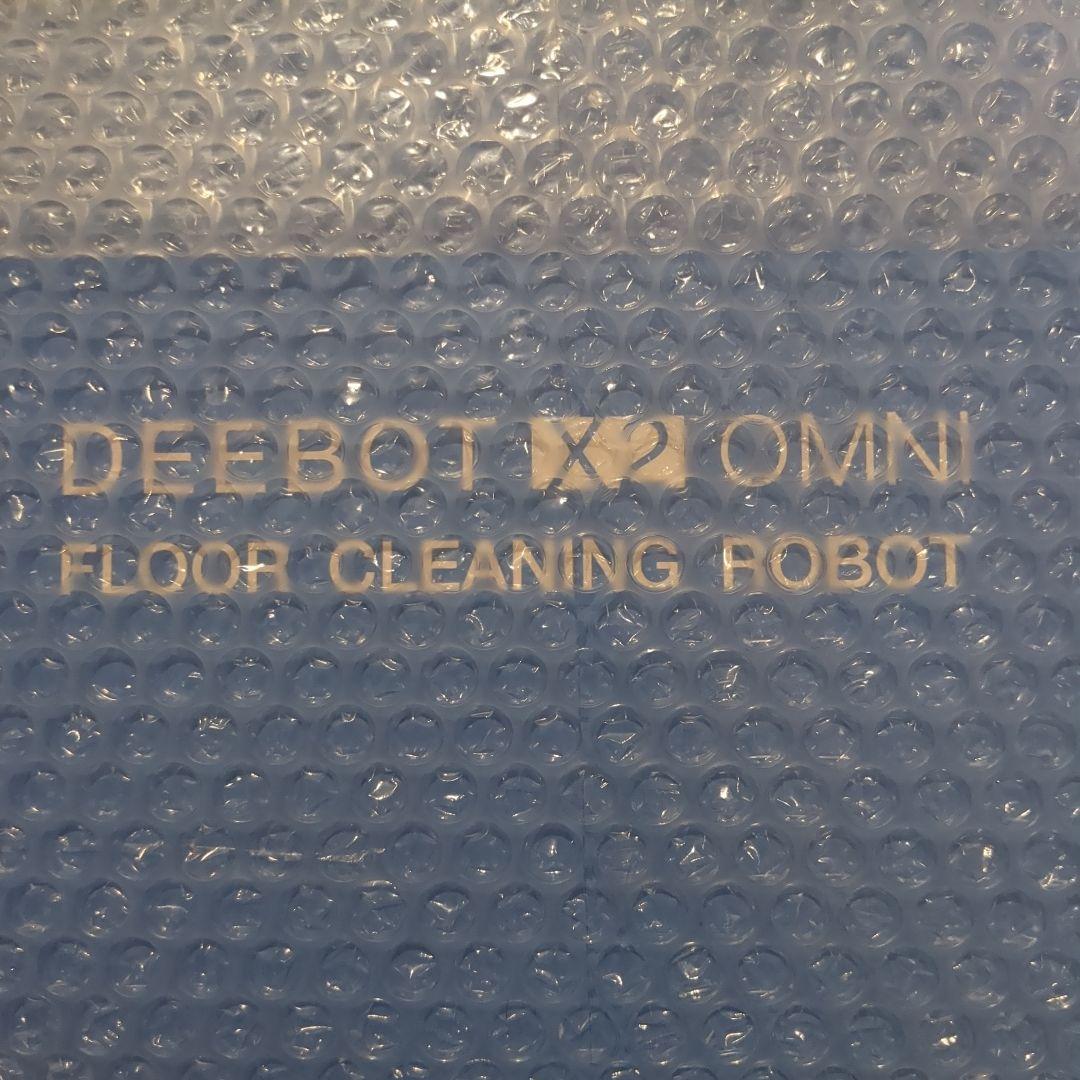 DEEBOT X2 OMNI
FLOOR CLEANING ROBOT